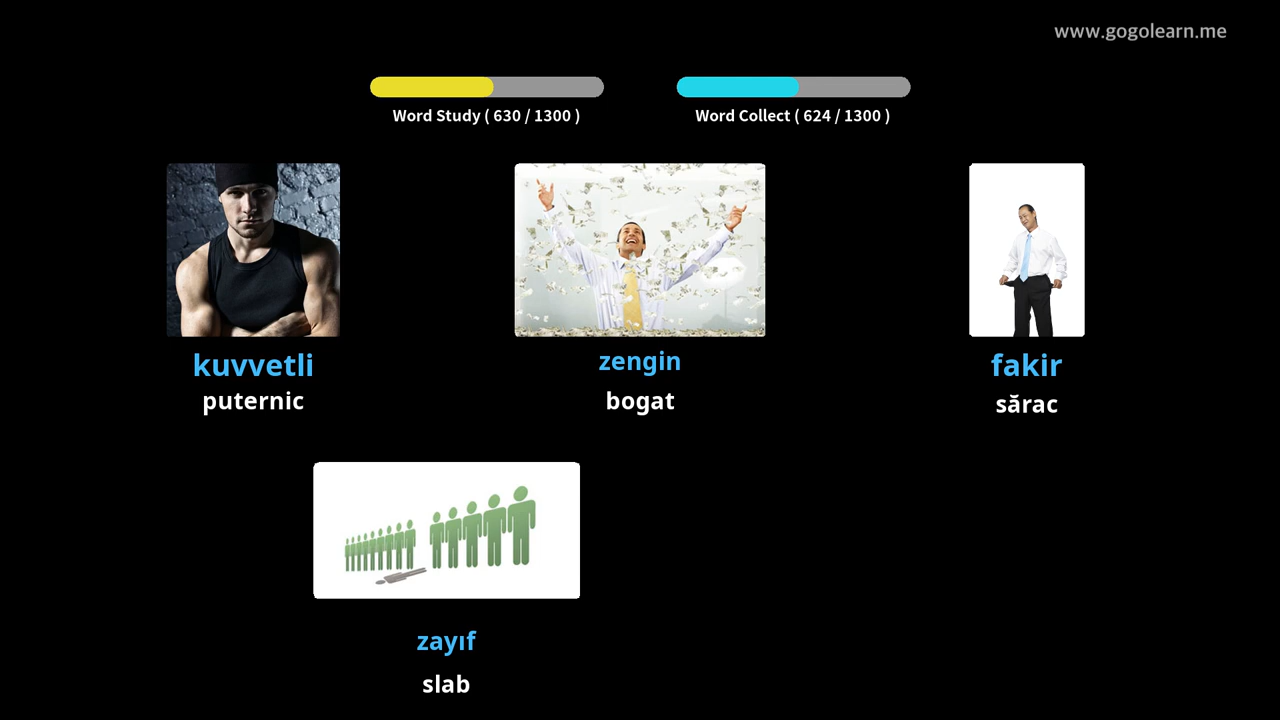 www.gogolearn.me
Word Study ( 630 / 1300 )
Word Collect ( 624 / 1300 )
kuvvetli
puternic
zengin
bogat
fakir
sărac
zayıf
slab